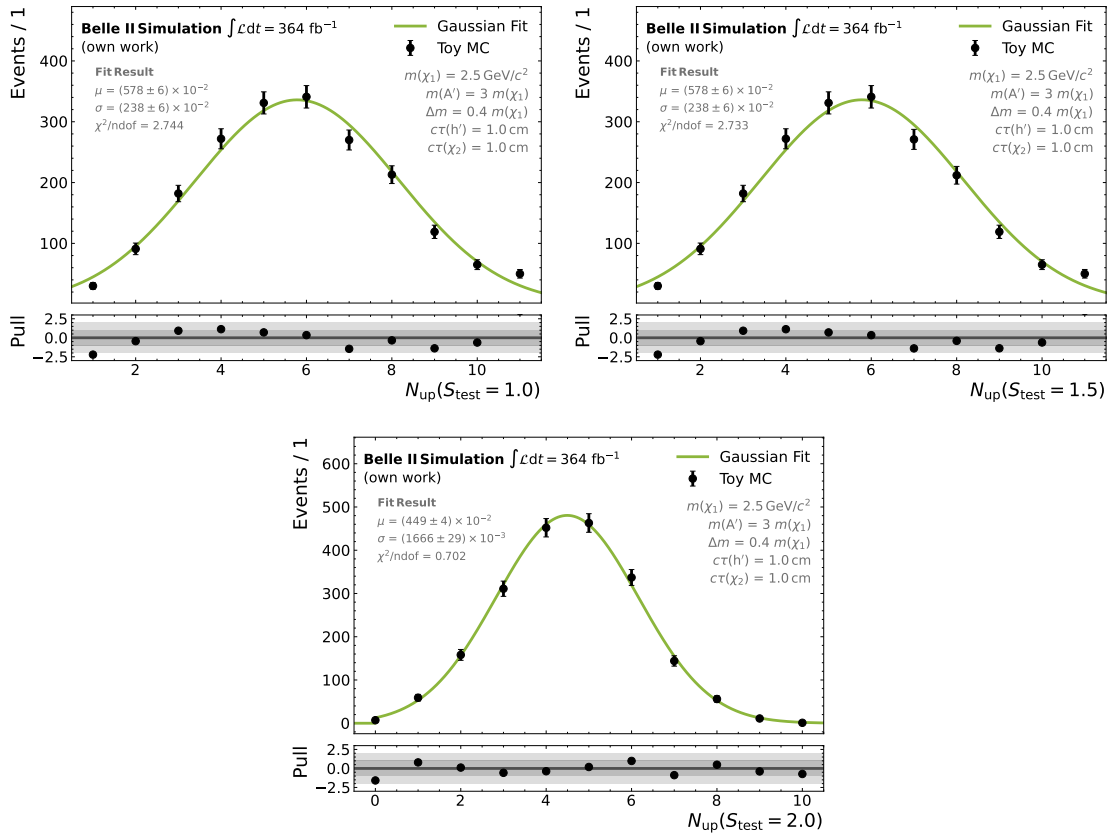 Events / 1
Belle II Simulation ∫ℒdt = 364 fb⁻¹
(own work)
Gaussian Fit
Toy MC
Fit Result
μ = (578 ± 6) × 10⁻²
σ = (238 ± 6) × 10⁻²
χ²/ndof = 2.744
m(χ₁) = 2.5 GeV/c²
m(A′) = 3 m(χ₁)
Δm = 0.4 m(χ₁)
cτ(h′) = 1.0 cm
cτ(χ₂) = 1.0 cm
400
300
200
100
Pull
2.5
0.0
−2.5
2 4 6 8 10
N_up(S_test = 1.0)
Events / 1
Belle II Simulation ∫ℒdt = 364 fb⁻¹
(own work)
Gaussian Fit
Toy MC
Fit Result
μ = (578 ± 6) × 10⁻²
σ = (238 ± 6) × 10⁻²
χ²/ndof = 2.733
m(χ₁) = 2.5 GeV/c²
m(A′) = 3 m(χ₁)
Δm = 0.4 m(χ₁)
cτ(h′) = 1.0 cm
cτ(χ₂) = 1.0 cm
400
300
200
100
Pull
2.5
0.0
−2.5
2 4 6 8 10
N_up(S_test = 1.5)
Events / 1
Belle II Simulation ∫ℒdt = 364 fb⁻¹
(own work)
Gaussian Fit
Toy MC
Fit Result
μ = (449 ± 4) × 10⁻²
σ = (1666 ± 29) × 10⁻³
χ²/ndof = 0.702
m(χ₁) = 2.5 GeV/c²
m(A′) = 3 m(χ₁)
Δm = 0.4 m(χ₁)
cτ(h′) = 1.0 cm
cτ(χ₂) = 1.0 cm
600
500
400
300
200
100
0
Pull
2.5
0.0
−2.5
0 2 4 6 8 10
N_up(S_test = 2.0)